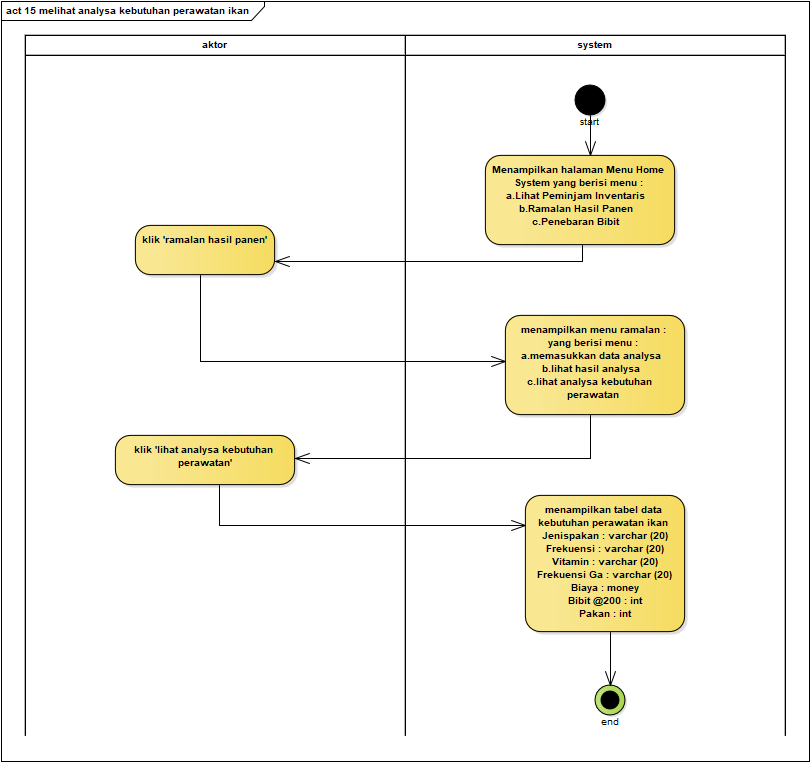 act 15 melihat analysa kebutuhan perawatan ikan
aktor
system
start
Menampilkan halaman Menu Home
System yang berisi menu :
a.Lihat Peminjam Inventaris
b.Ramalan Hasil Panen
c.Penebaran Bibit
klik 'ramalan hasil panen'
menampilkan menu ramalan :
yang berisi menu :
a.memasukkan data analysa
b.lihat hasil analysa
c.lihat analysa kebutuhan
perawatan
klik 'lihat analysa kebutuhan
perawatan'
menampilkan tabel data
kebutuhan perawatan ikan
Jenispakan : varchar (20)
Frekuensi : varchar (20)
Vitamin : varchar (20)
Frekuensi Ga : varchar (20)
Biaya : money
Bibit @200 : int
Pakan : int
end